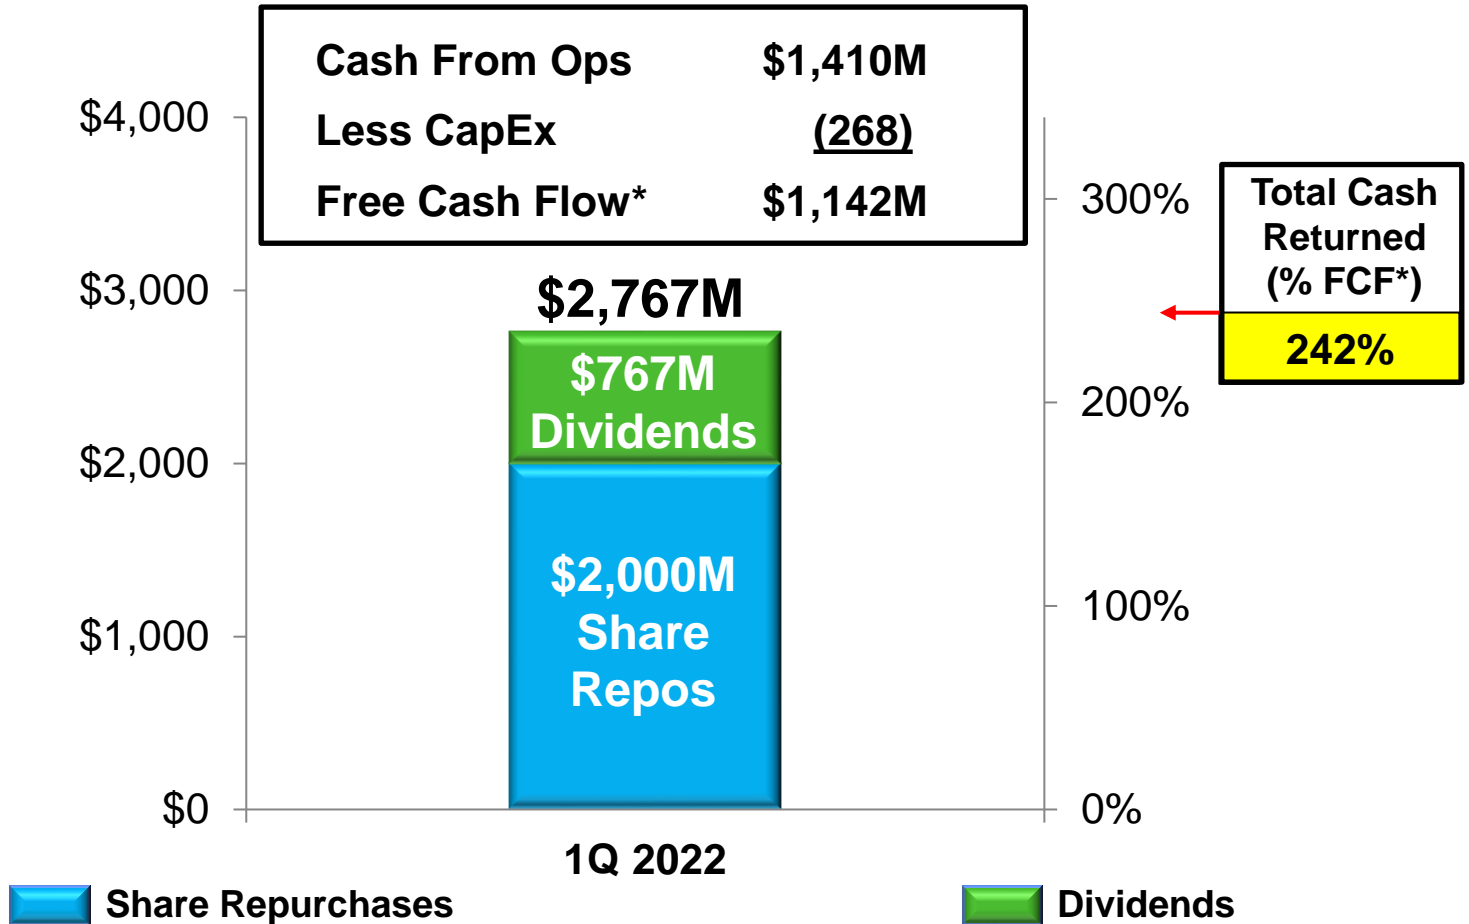 Cash From Ops $1,410M
Less CapEx (268)
Free Cash Flow* $1,142M
$4,000
$3,000
$2,000
$1,000
$0
$2,767M
$767M
Dividends
$2,000M
Share
Repos
1Q 2022
300%
200%
100%
0%
Total Cash
Returned
(% FCF*)
242%
Share Repurchases
Dividends